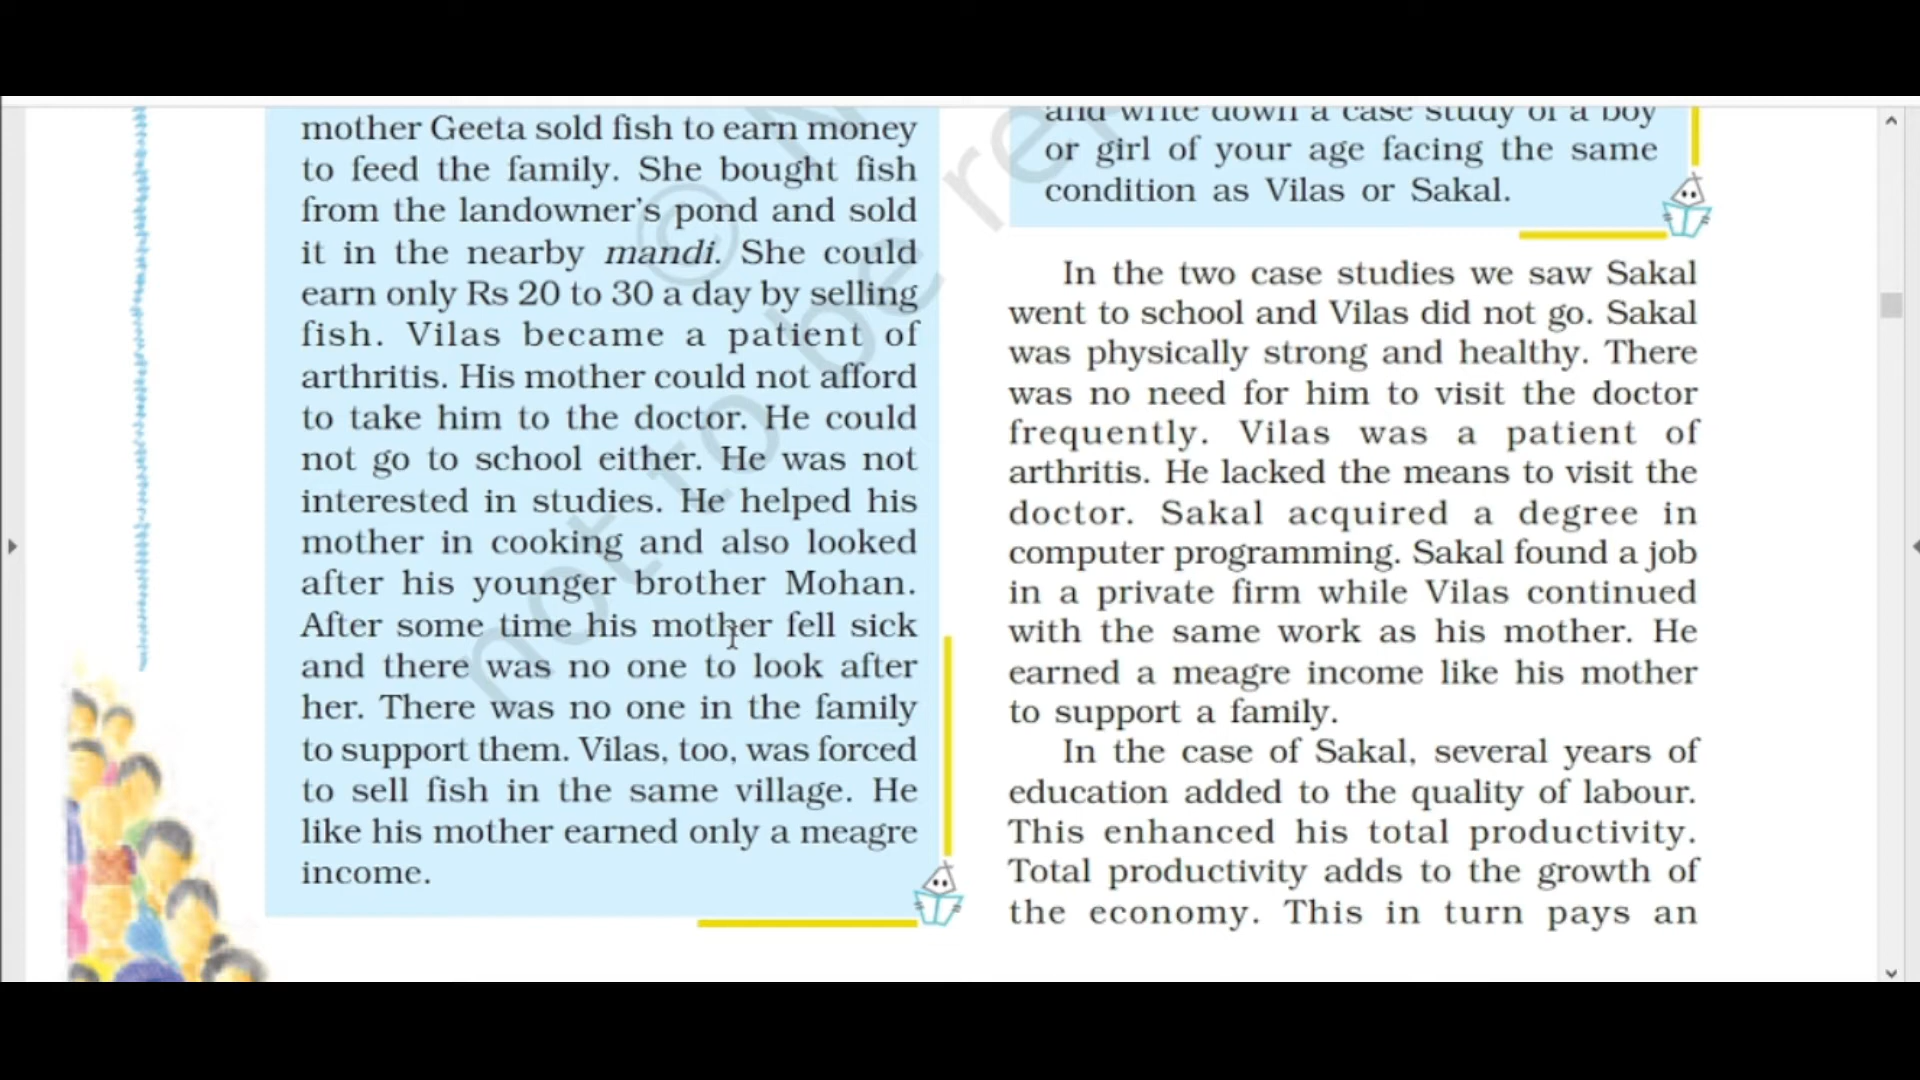 mother Geeta sold fish to earn money
to feed the family. She bought fish
from the landowner's pond and sold
it in the nearby mandi. She could
earn only Rs 20 to 30 a day by selling
fish. Vilas became a patient of
arthritis. His mother could not afford
to take him to the doctor. He could
not go to school either. He was not
interested in studies. He helped his
mother in cooking and also looked
after his younger brother Mohan.
After some time his mother fell sick
and there was no one to look after
her. There was no one in the family
to support them. Vilas, too, was forced
to sell fish in the same village. He
like his mother earned only a meagre
income.
and write down a case study of a boy
or girl of your age facing the same
condition as Vilas or Sakal.
In the two case studies we saw Sakal
went to school and Vilas did not go. Sakal
was physically strong and healthy. There
was no need for him to visit the doctor
frequently. Vilas was a patient of
arthritis. He lacked the means to visit the
doctor. Sakal acquired a degree in
computer programming. Sakal found a job
in a private firm while Vilas continued
with the same work as his mother. He
earned a meagre income like his mother
to support a family.
In the case of Sakal, several years of
education added to the quality of labour.
This enhanced his total productivity.
Total productivity adds to the growth of
the economy. This in turn pays an
© N
not to be re